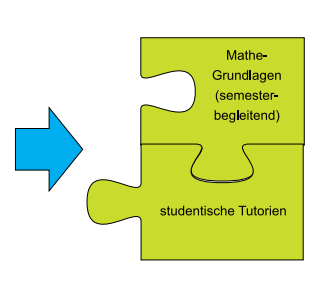 Mathe-
Grundlagen
(semester-
begleitend)
studentische Tutorien